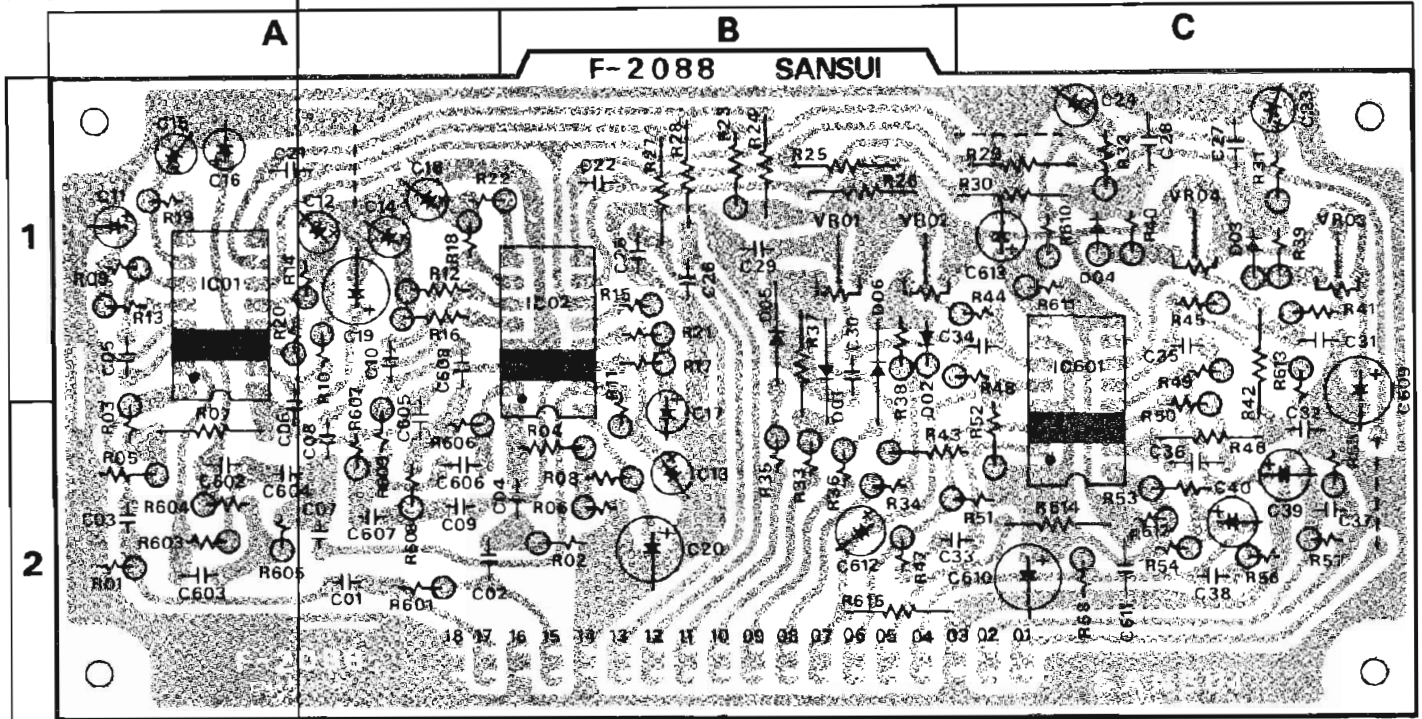 A B C
F-2088 SANSUI
1
2
C15 C16 C21 C11 R19 C12 C14 C18 R22 R18
R09 R13 IC01 R14 R20 C19 R12 R16 C05 R10 C10 C608
R03 R07 C06 C08 R607 C605 R606
R05 C602 C604 C606 R604 C07 C607 R608 C09 C03
R603 R605 R01 C603 C01 R601 C02
C22 R27 R28 R23 R24 R25 R26 VR01 VR02
IC02 C25 C26 C29 R15 R21 R17 D05 R37 C30 D06
R11 D01 R38 D02 C17
R04 R08 C13 R35 R33 R36 R34 R43
C04 R06 R02 C20 C612 R47 R615
C24 C23 R32 C28 C27 R31 R29 R30 VR04 VR03
C613 R610 D04 R40 D03 R39 R611 R44 R45 R41
C34 IC601 C35 R42 R613 C31 C609
R48 R49 R50 R52 C32 R46 C36
R53 C40 C39 R51 R614 R612 C37
C33 R54 R56 R57 C610 C38 R58 C611
18 17 16 15 14 13 12 11 10 09 08 07 06 05 04 03 02 01
F-2088
SANSUI